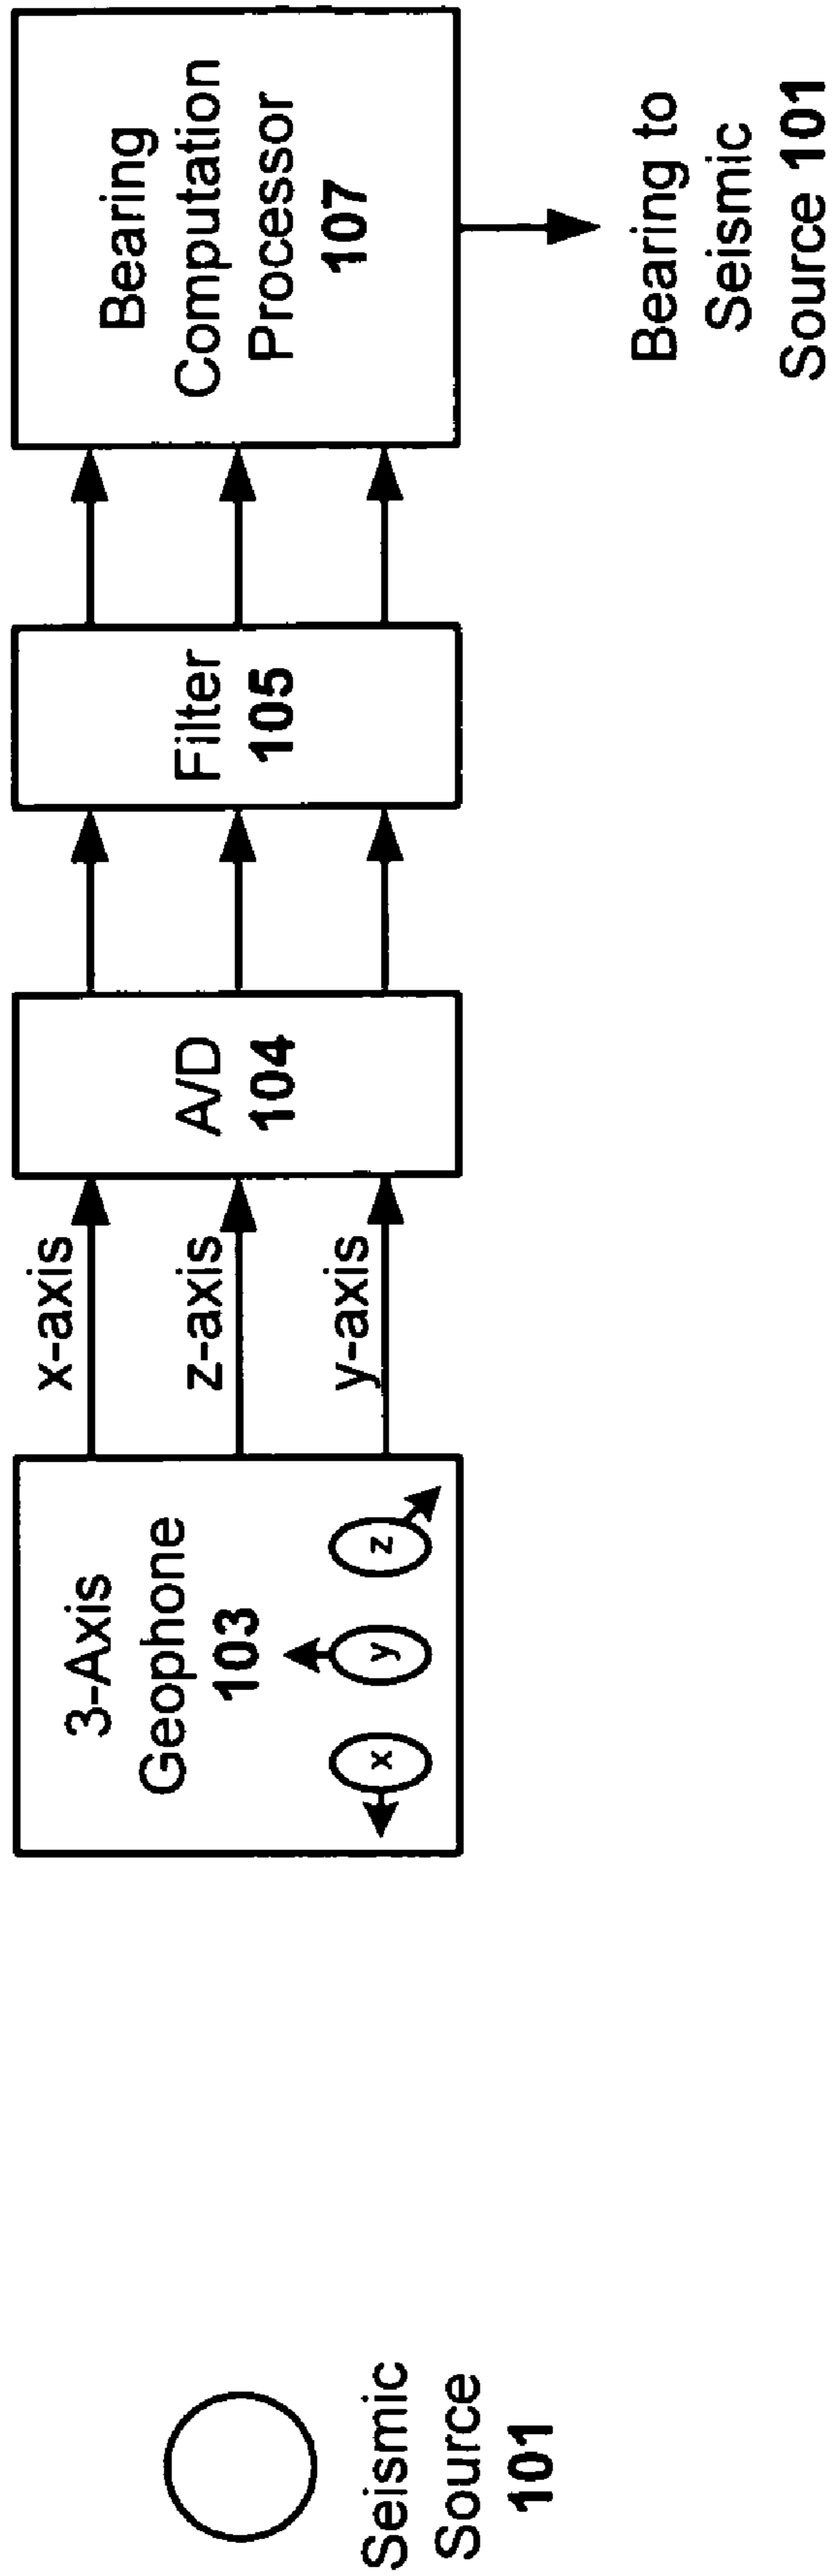 Seismic
Source
101
3-Axis
Geophone
103
x
y
z
x-axis
z-axis
y-axis
A/D
104
Filter
105
Bearing
Computation
Processor
107
Bearing to
Seismic
Source 101